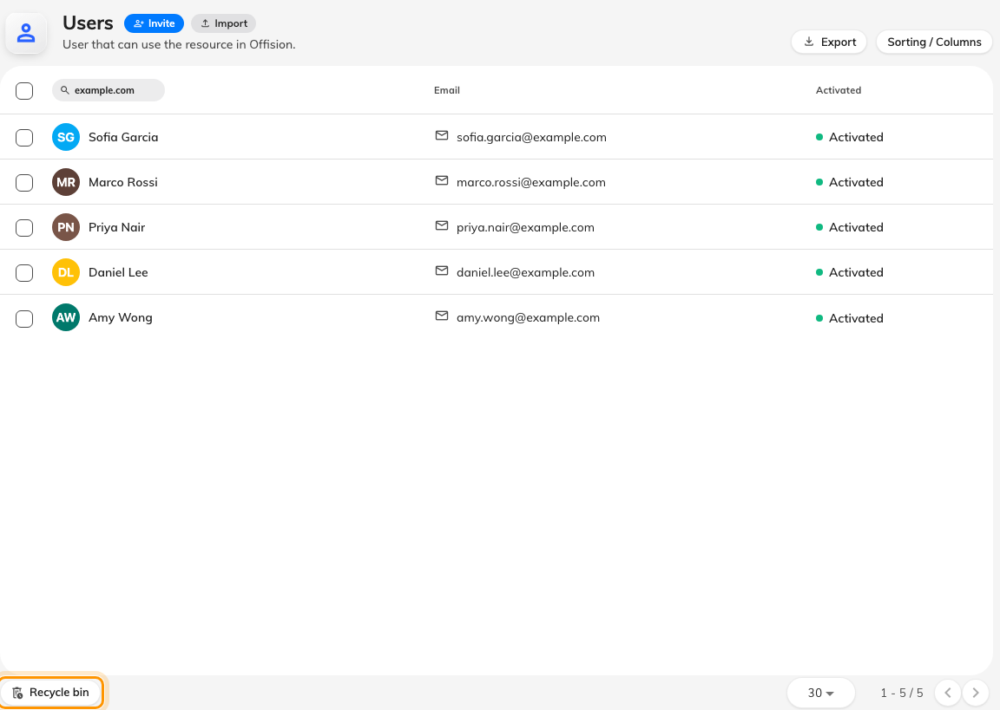 Users Invite Import
User that can use the resource in Offision.
Export Sorting / Columns
example.com Email Activated
SG Sofia Garcia sofia.garcia@example.com Activated
MR Marco Rossi marco.rossi@example.com Activated
PN Priya Nair priya.nair@example.com Activated
DL Daniel Lee daniel.lee@example.com Activated
AW Amy Wong amy.wong@example.com Activated
Recycle bin 30 1 - 5 / 5